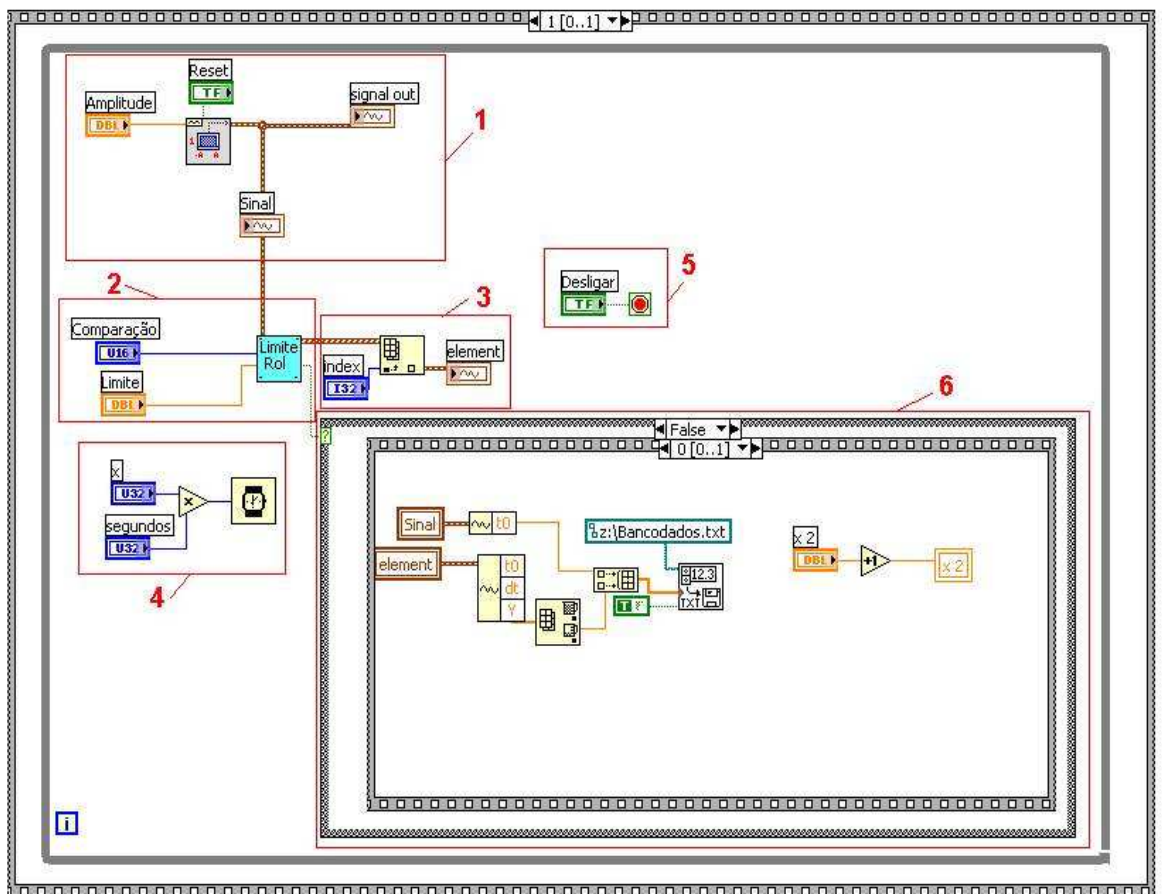 1 [0..1]
Reset
TF
Amplitude
DBL
signal out
1
1
-A A
Sinal
2
Comparação
U16
Limite
DBL
Limite
Rol
3
index
I32
element
5
Desligar
TF
6
x
U32
segundos
U32
x
4
?
False
0 [0..1]
Sinal
t0
element
t0
dt
Y
z:\Bancodados.txt
12.3
TXT
T
x 2
DBL
+1
x 2
i